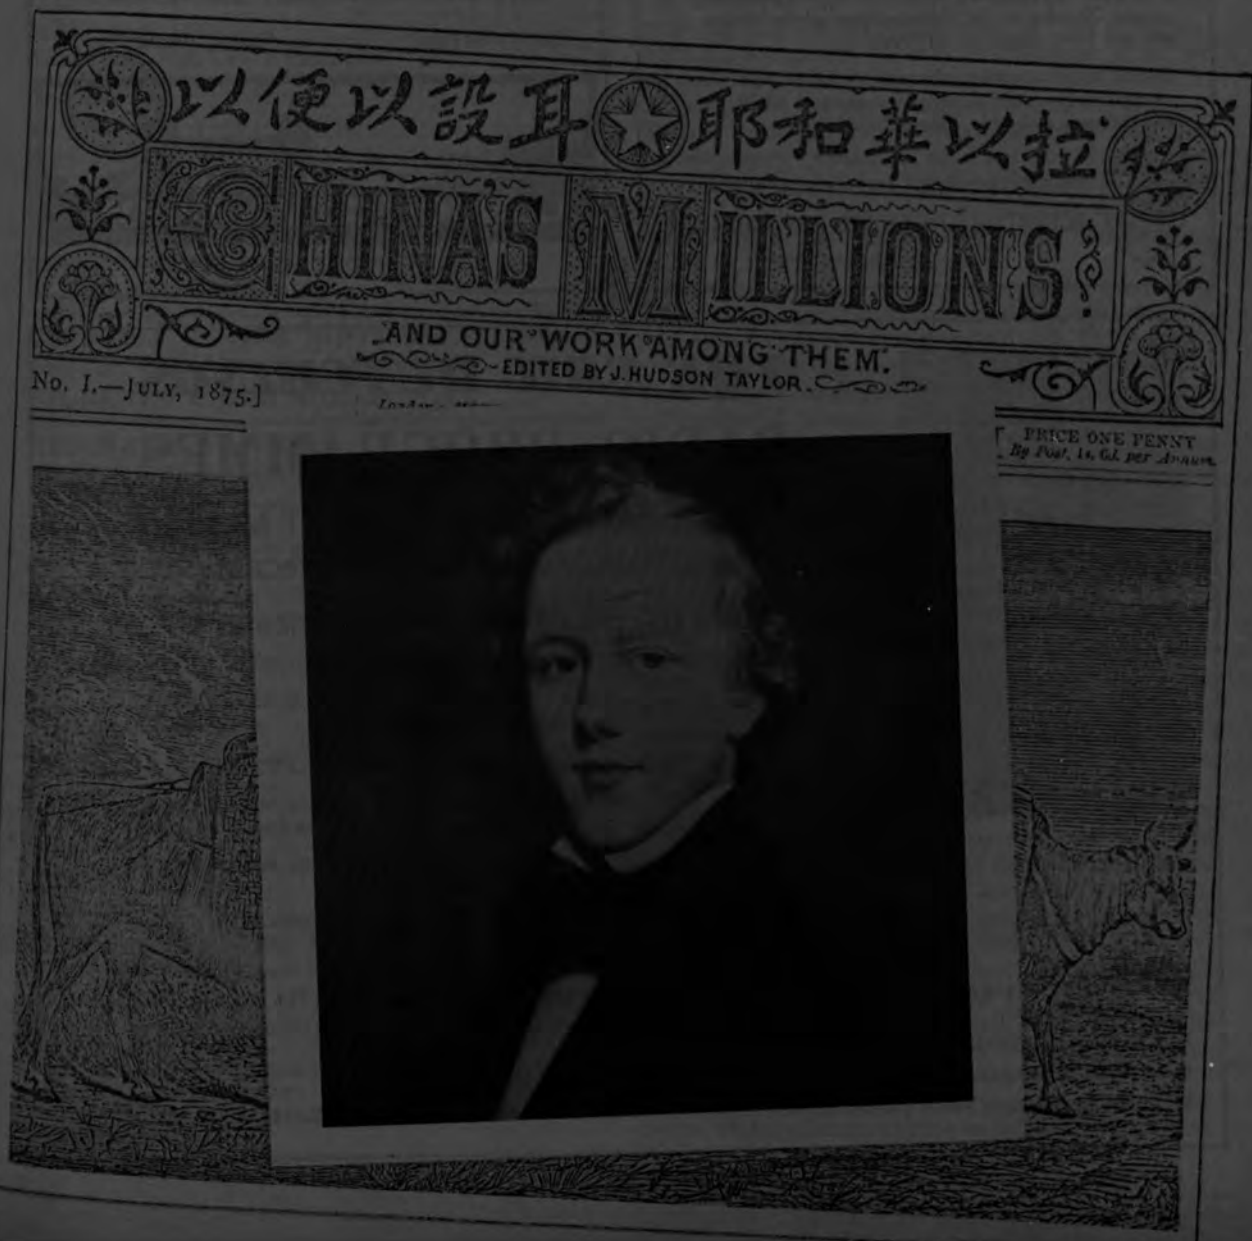 以便以設耳 耶和華以拉
CHINA'S MILLIONS
AND OUR WORK AMONG THEM.
EDITED BY J. HUDSON TAYLOR.
No. I.—JULY, 1875.]
[PRICE ONE PENNY
By Post, 1s. 6d. per Annum.